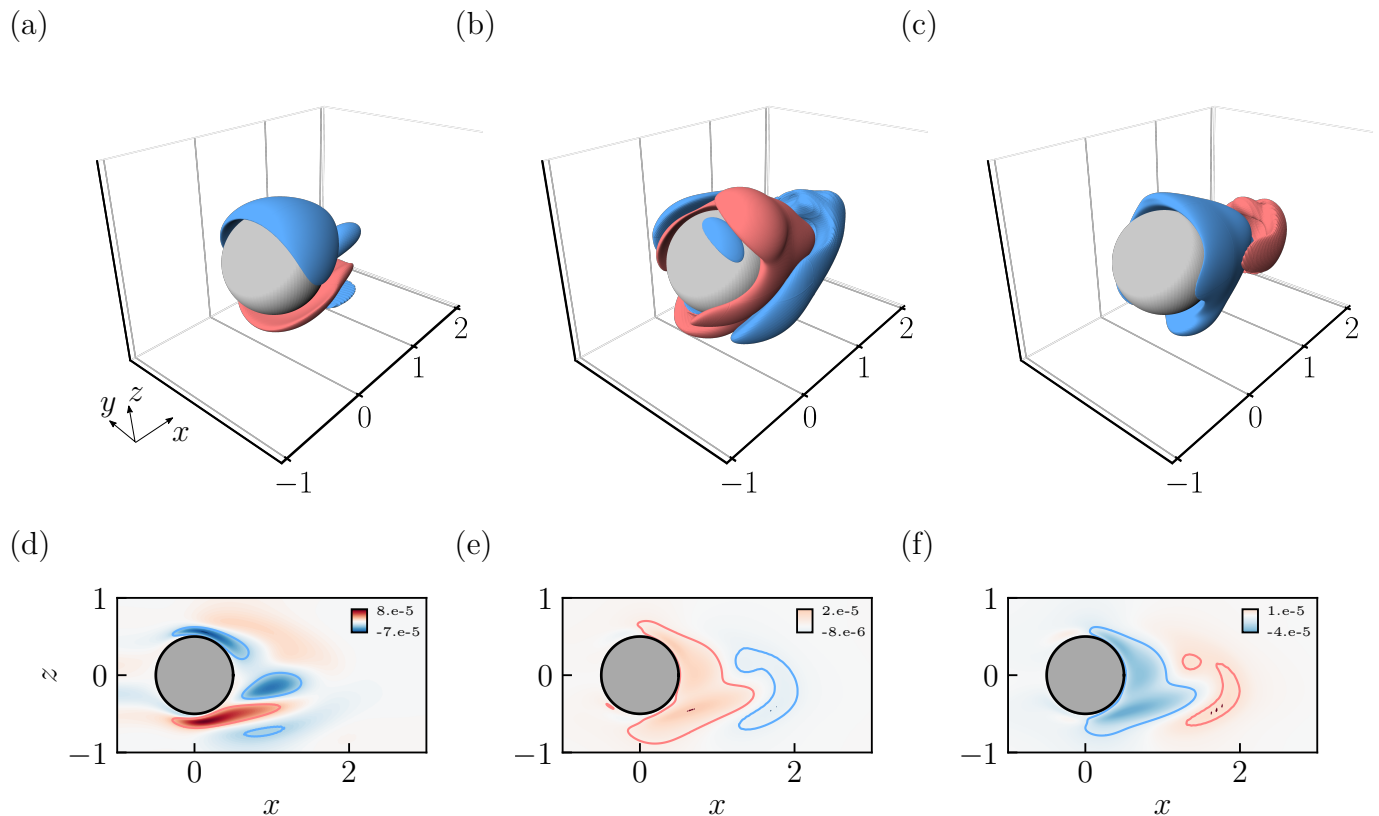 (a) (b) (c)
2 2 2
1 1 1
y z x
0 0 0
−1 −1 −1
(d) (e) (f)
1 8.e-5 1 2.e-5 1 1.e-5
-7.e-5 -8.e-6 -4.e-5
z 0 0 0
−1 −1 −1
0 2 0 2 0 2
x x x